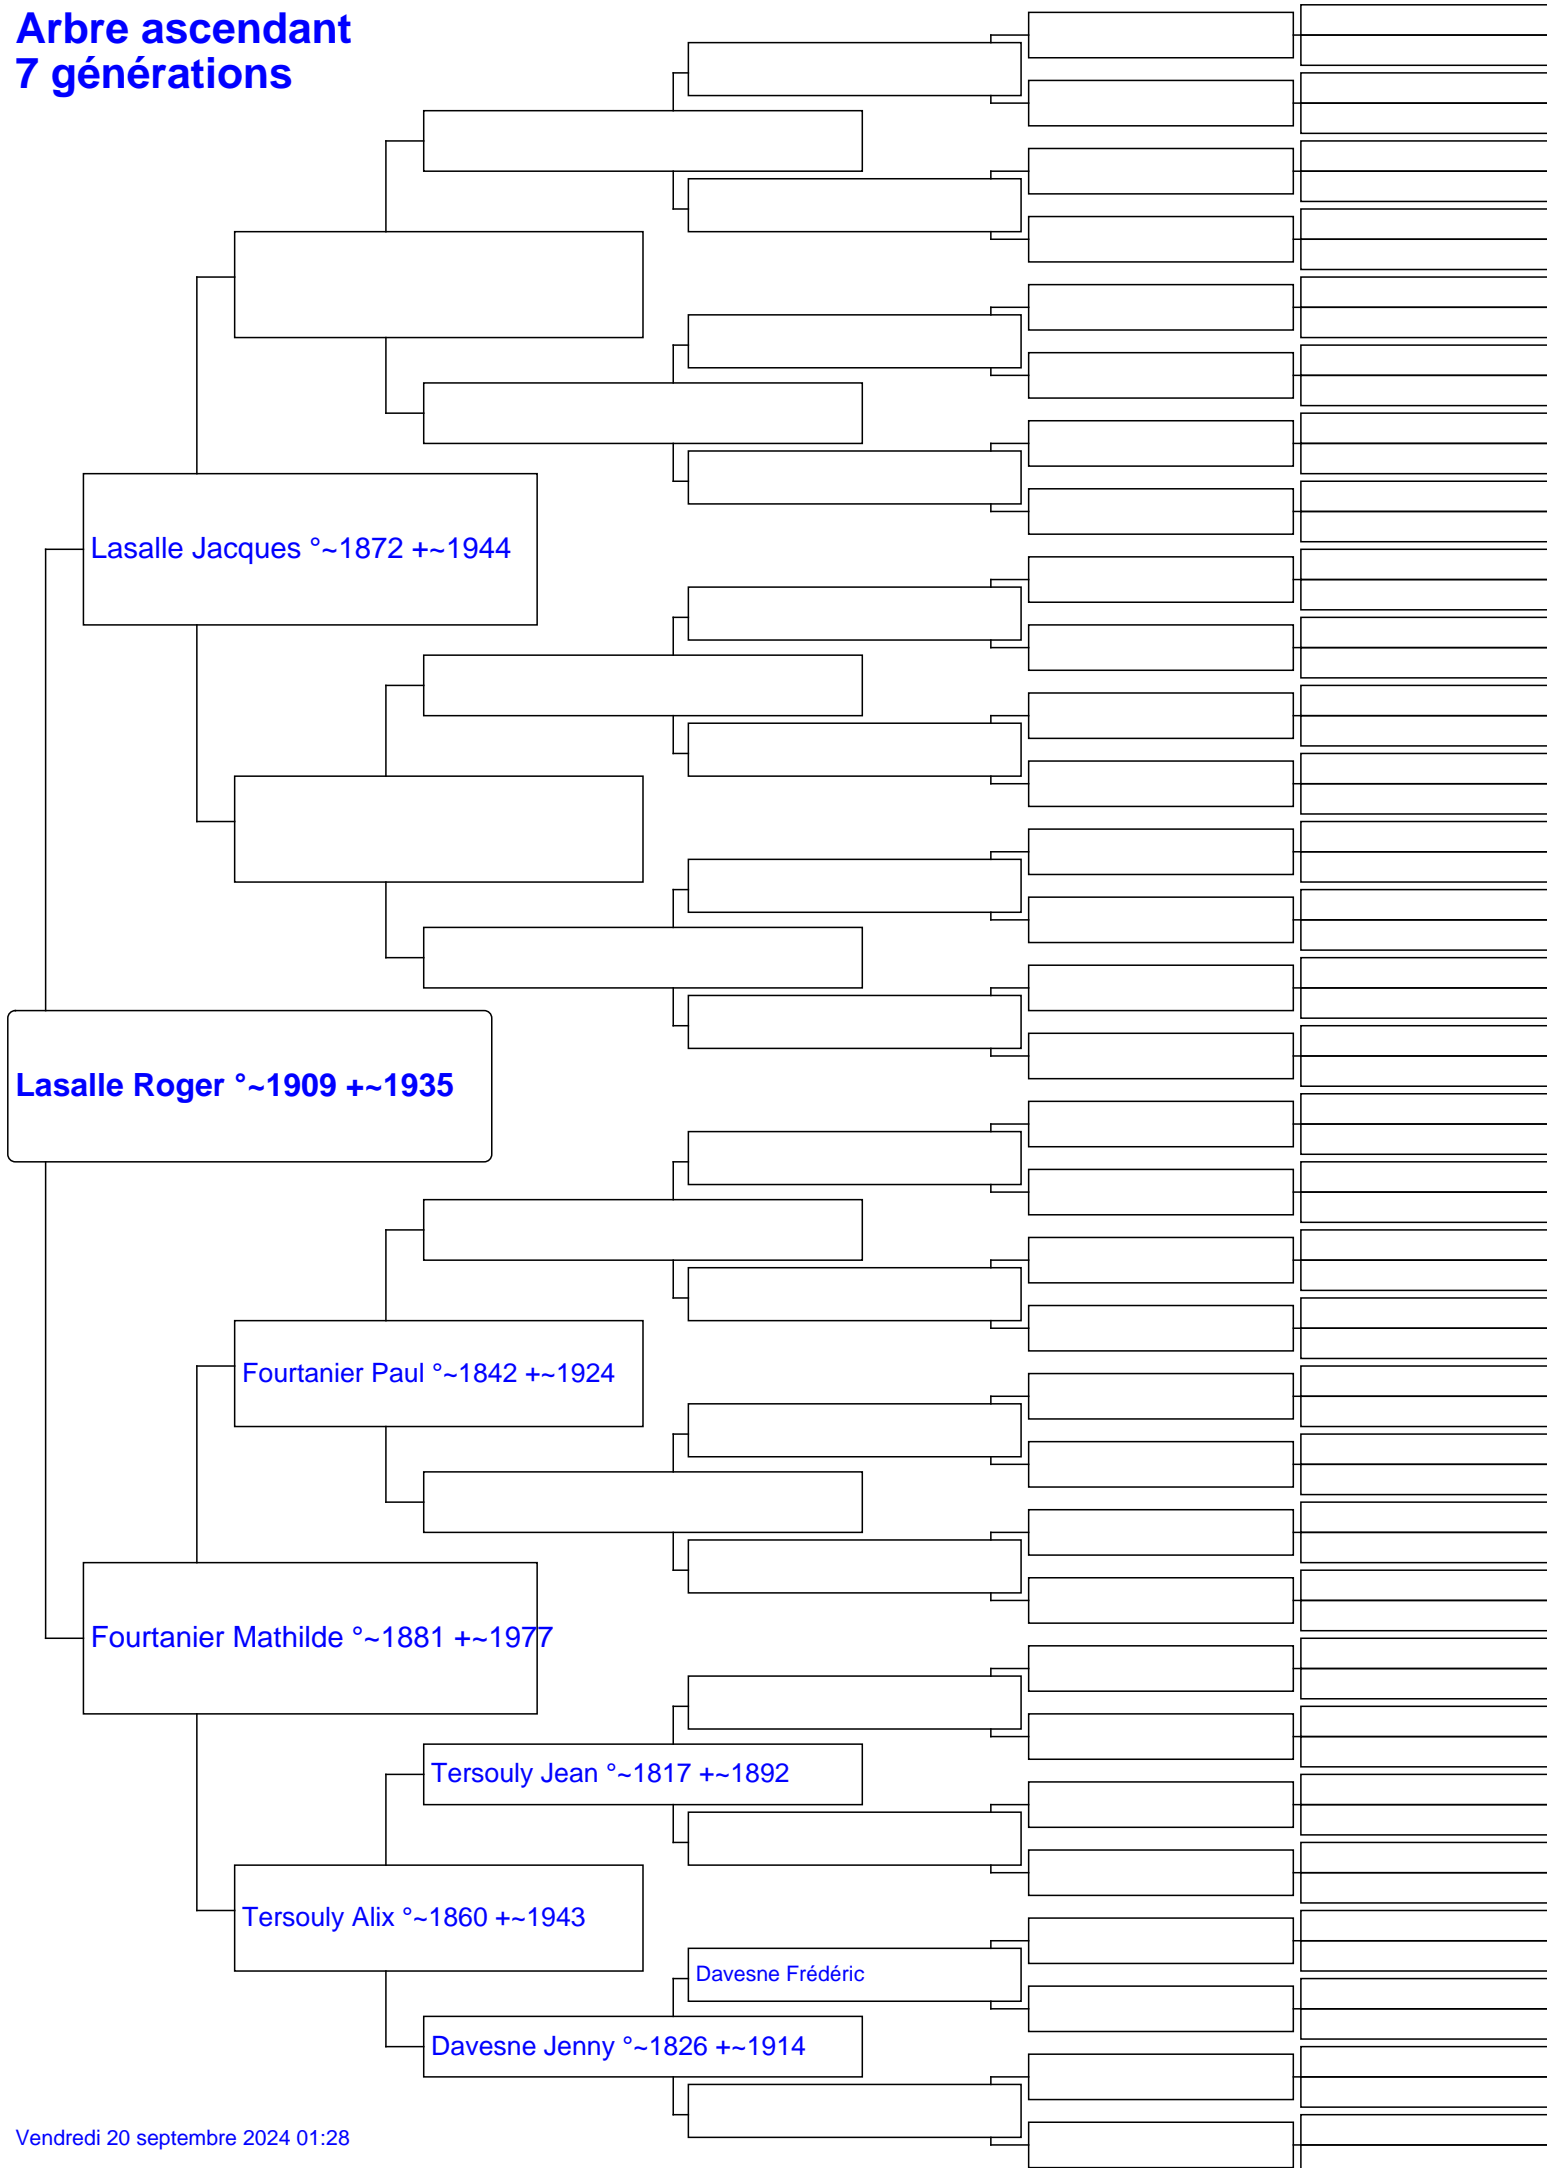 Arbre ascendant
7 générations
Lasalle Jacques °~1872 +~1944
Lasalle Roger °~1909 +~1935
Fourtanier Paul °~1842 +~1924
Fourtanier Mathilde °~1881 +~1977
Tersouly Jean °~1817 +~1892
Tersouly Alix °~1860 +~1943
Davesne Frédéric
Davesne Jenny °~1826 +~1914
Vendredi 20 septembre 2024 01:28